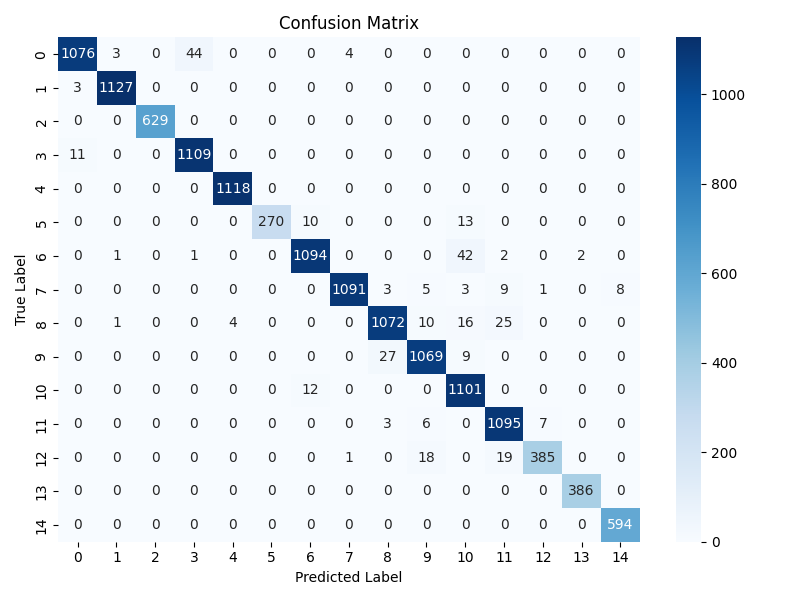 Confusion Matrix
0 1076 3 0 44 0 0 0 4 0 0 0 0 0 0 0
1 3 1127 0 0 0 0 0 0 0 0 0 0 0 0 0
2 0 0 629 0 0 0 0 0 0 0 0 0 0 0 0
3 11 0 0 1109 0 0 0 0 0 0 0 0 0 0 0
4 0 0 0 0 1118 0 0 0 0 0 0 0 0 0 0
5 0 0 0 0 0 270 10 0 0 0 13 0 0 0 0
6 0 1 0 1 0 0 1094 0 0 0 42 2 0 2 0
7 0 0 0 0 0 0 0 1091 3 5 3 9 1 0 8
8 0 1 0 0 4 0 0 0 1072 10 16 25 0 0 0
9 0 0 0 0 0 0 0 0 27 1069 9 0 0 0 0
10 0 0 0 0 0 0 12 0 0 0 1101 0 0 0 0
11 0 0 0 0 0 0 0 0 3 6 0 1095 7 0 0
12 0 0 0 0 0 0 0 1 0 18 0 19 385 0 0
13 0 0 0 0 0 0 0 0 0 0 0 0 0 386 0
14 0 0 0 0 0 0 0 0 0 0 0 0 0 0 594
0 1 2 3 4 5 6 7 8 9 10 11 12 13 14
Predicted Label
True Label
1000
800
600
400
200
0